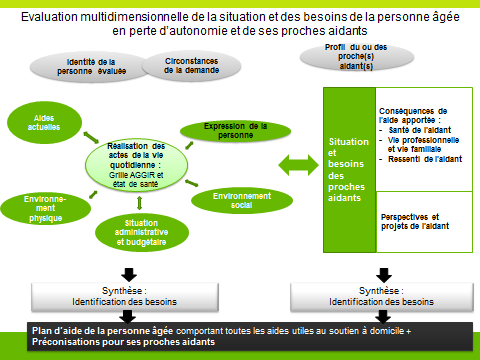 Evaluation multidimensionnelle de la situation et des besoins de la personne âgée
en perte d'autonomie et de ses proches aidants
Identité de la
personne évaluée
Circonstances
de la demande
Profil du ou des
proche(s)
aidant(s)
Aides
actuelles
Expression de la
personne
Réalisation des
actes de la vie
quotidienne :
Grille AGGIR et
état de santé
Environne-
ment
physique
Environnement
social
Situation
administrative
et budgétaire
Situation
et
besoins
des
proches
aidants
Conséquences de
l'aide apportée :
- Santé de l'aidant
- Vie professionnelle
et vie familiale
- Ressenti de l'aidant
Perspectives et
projets de l'aidant
Synthèse :
Identification des besoins
Synthèse :
Identification des besoins
Plan d'aide de la personne âgée comportant toutes les aides utiles au soutien à domicile +
Préconisations pour ses proches aidants